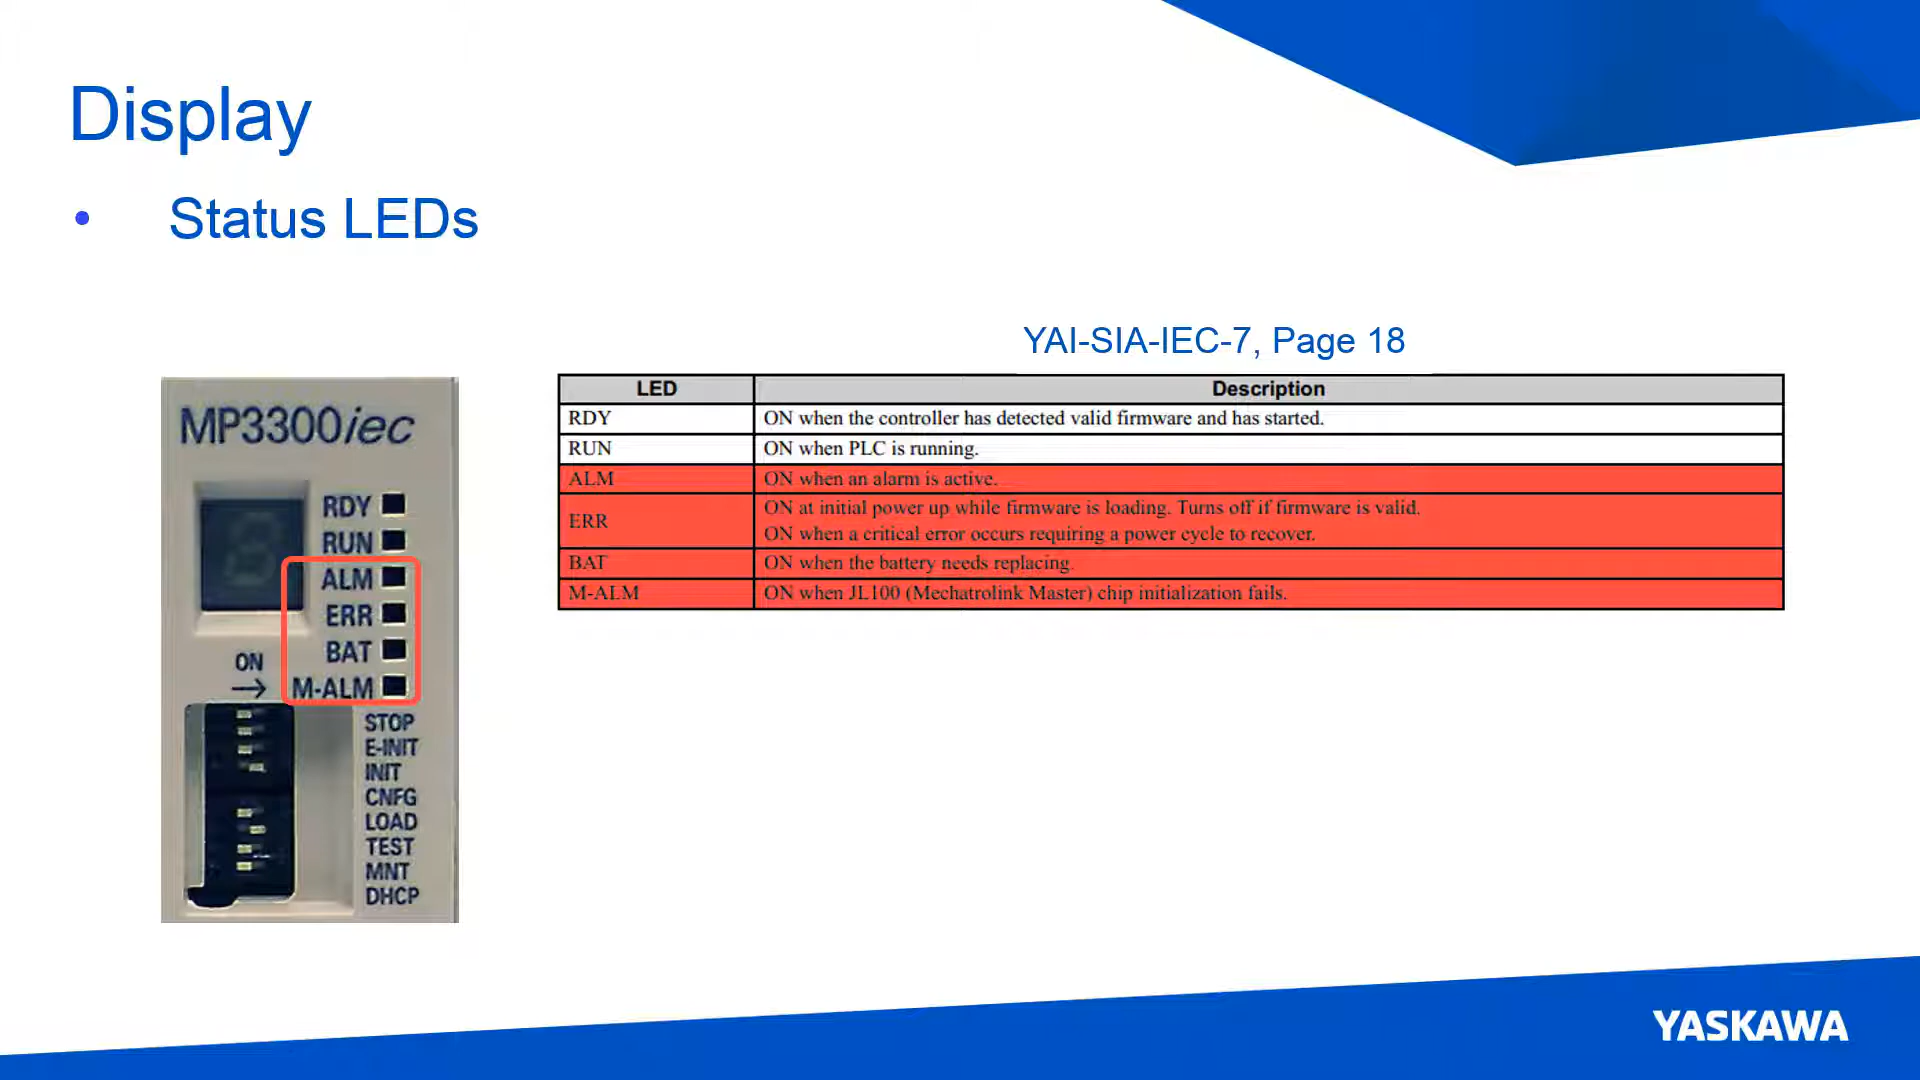 Display
• Status LEDs
YAI-SIA-IEC-7, Page 18
MP3300iec
RDY
RUN
ALM
ERR
BAT
M-ALM
ON
→
STOP
E-INIT
INIT
CNFG
LOAD
TEST
MNT
DHCP
LED Description
RDY ON when the controller has detected valid firmware and has started.
RUN ON when PLC is running.
ALM ON when an alarm is active.
ERR ON at initial power up while firmware is loading. Turns off if firmware is valid.
ON when a critical error occurs requiring a power cycle to recover.
BAT ON when the battery needs replacing.
M-ALM ON when JL100 (Mechatrolink Master) chip initialization fails.
YASKAWA